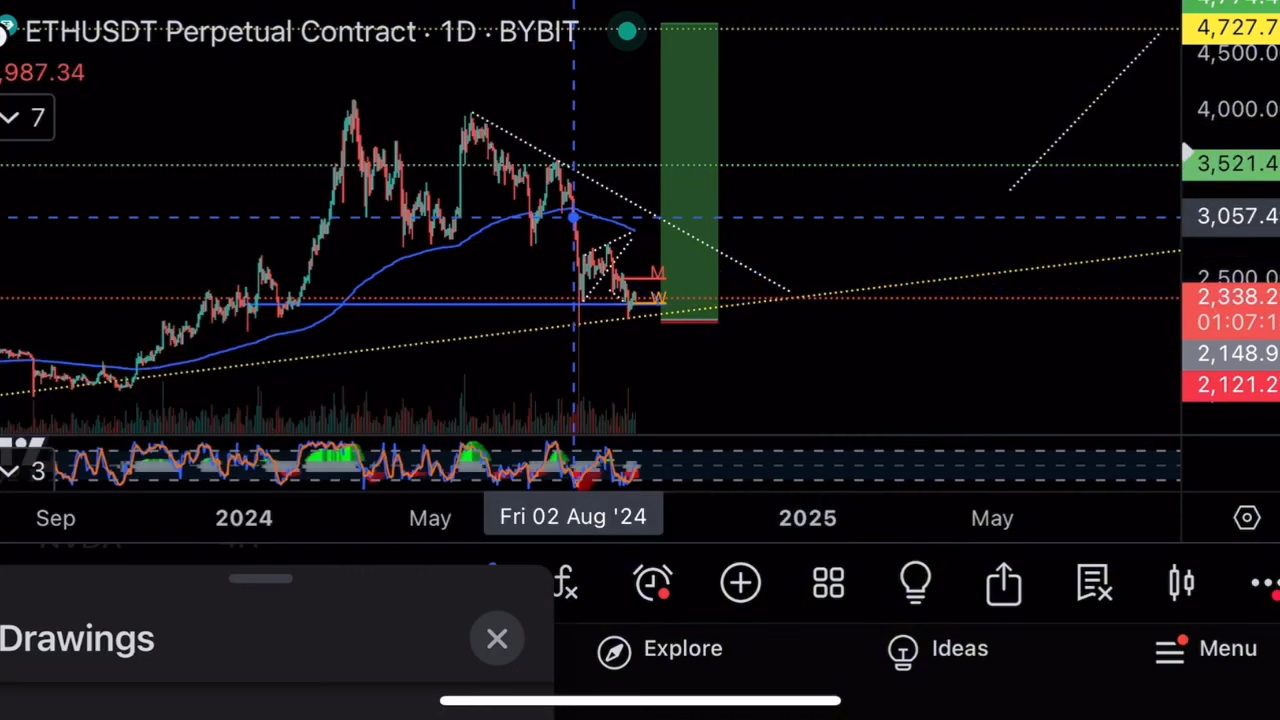 ETHUSDT Perpetual Contract · 1D · BYBIT
,987.34
7
4,727.7
4,500.0
4,000.0
3,521.4
3,057.4
2,500.0
M
W
2,338.2
01:07:1
2,148.9
2,121.2
3
Sep 2024 May Fri 02 Aug '24 2025 May
Drawings
Explore
Ideas
Menu